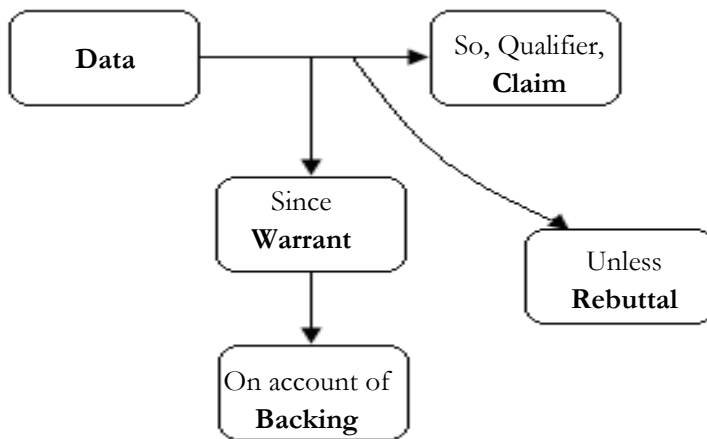 Data
So, Qualifier,
Claim
Since
Warrant
Unless
Rebuttal
On account of
Backing